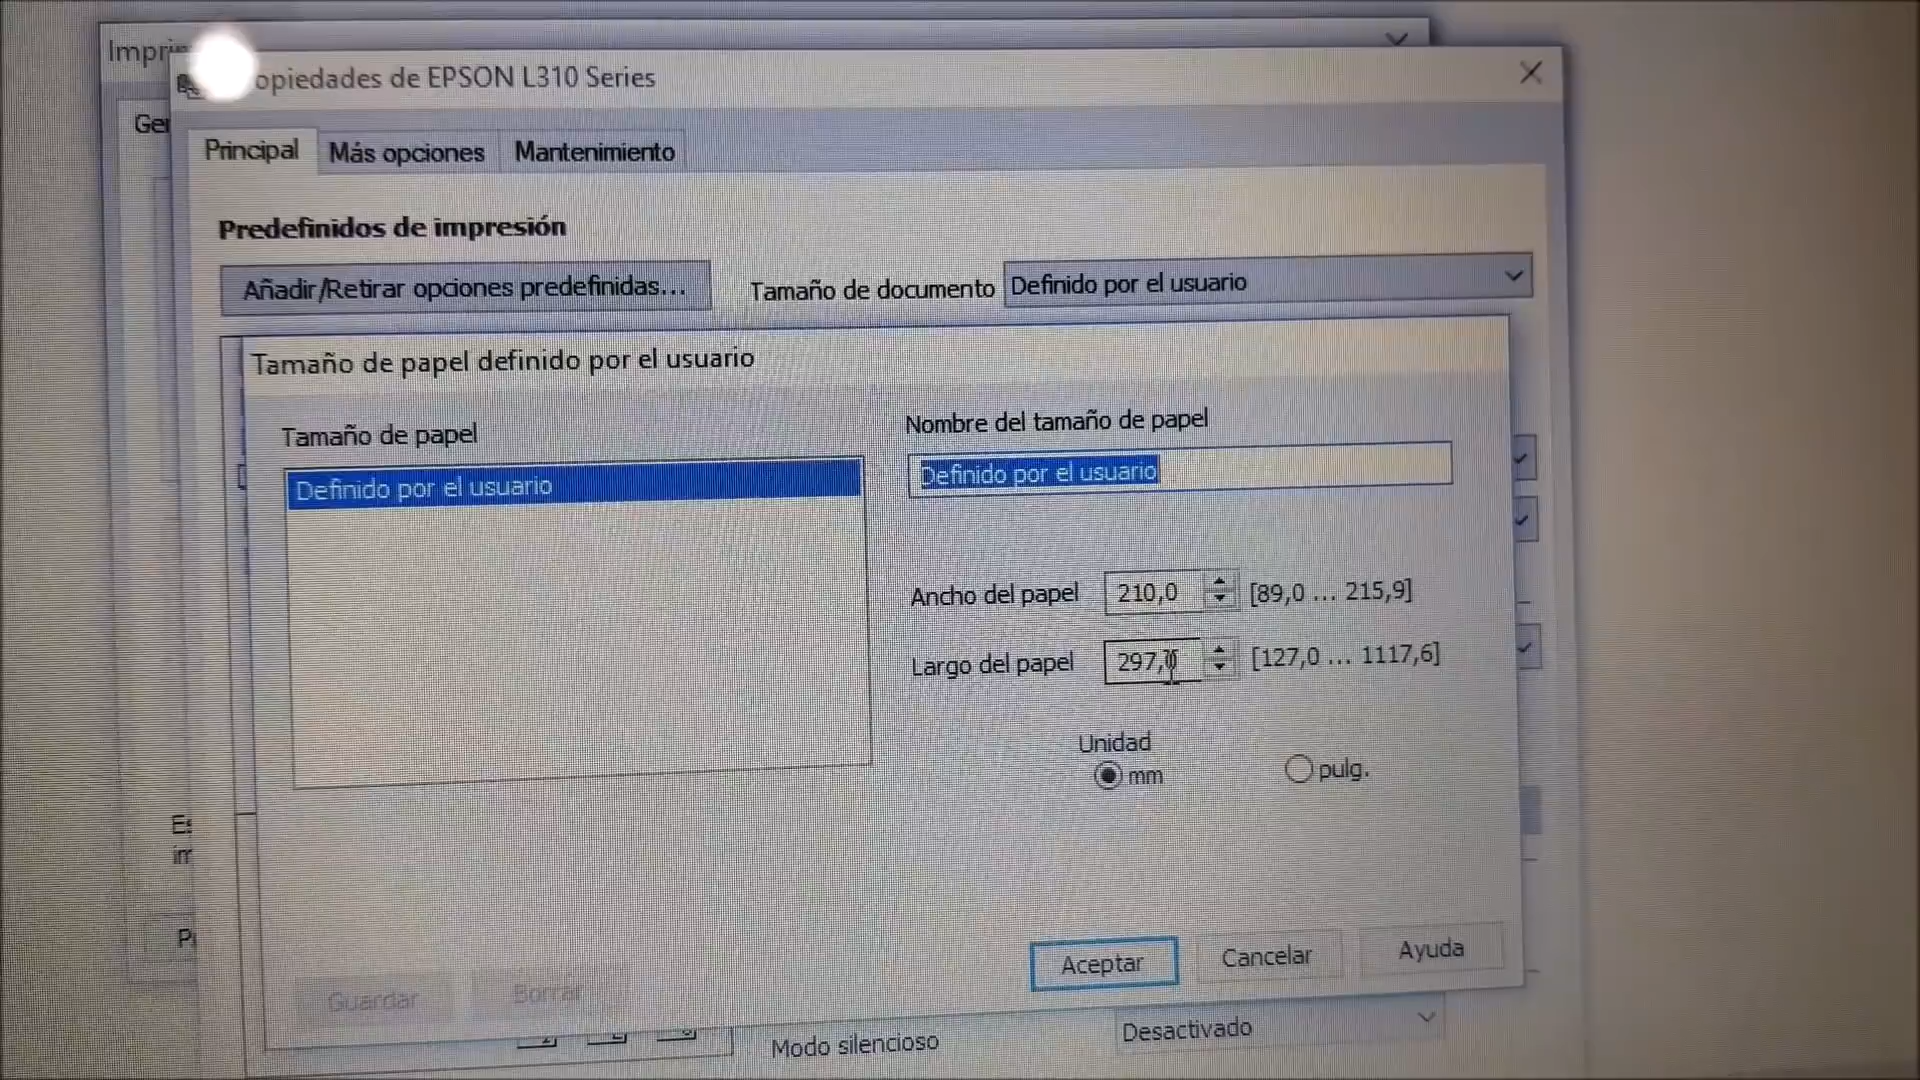 Propiedades de EPSON L310 Series
Principal
Más opciones
Mantenimiento
Predefinidos de impresión
Añadir/Retirar opciones predefinidas...
Tamaño de documento
Definido por el usuario
Tamaño de papel definido por el usuario
Tamaño de papel
Definido por el usuario
Nombre del tamaño de papel
Definido por el usuario
Ancho del papel
210,0
[89,0 ... 215,9]
Largo del papel
297,0
[127,0 ... 1117,6]
Unidad
mm
pulg.
Guardar
Borrar
Aceptar
Cancelar
Ayuda
Modo silencioso
Desactivado